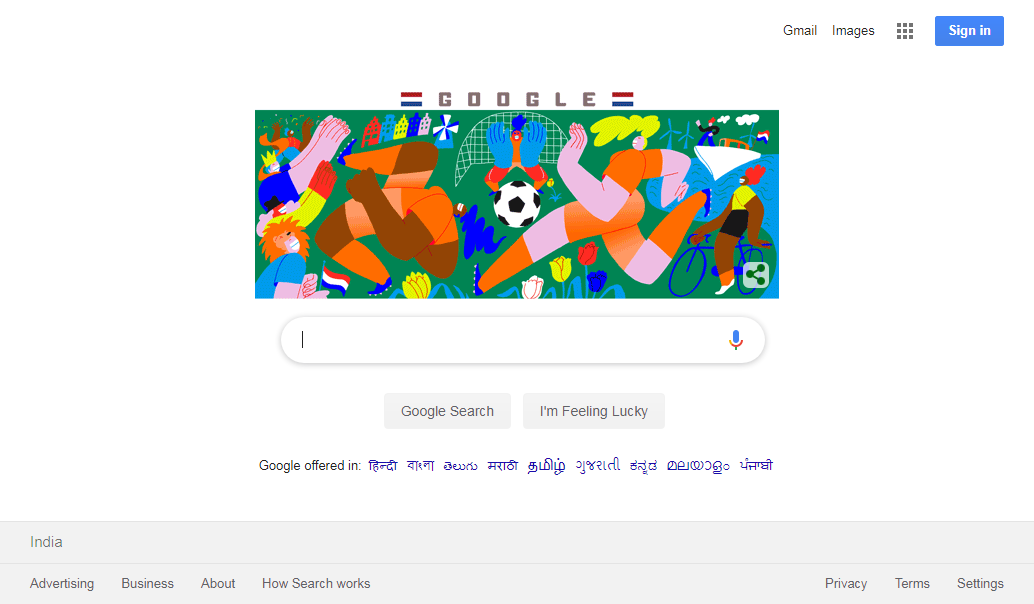 Gmail Images Sign in
GOOGLE
Google Search I'm Feeling Lucky
Google offered in: हिन्दी বাংলা తెలుగు मराठी தமிழ் ગુજરાતી ಕನ್ನಡ മലയാളം ਪੰਜਾਬੀ
India
Advertising Business About How Search works Privacy Terms Settings